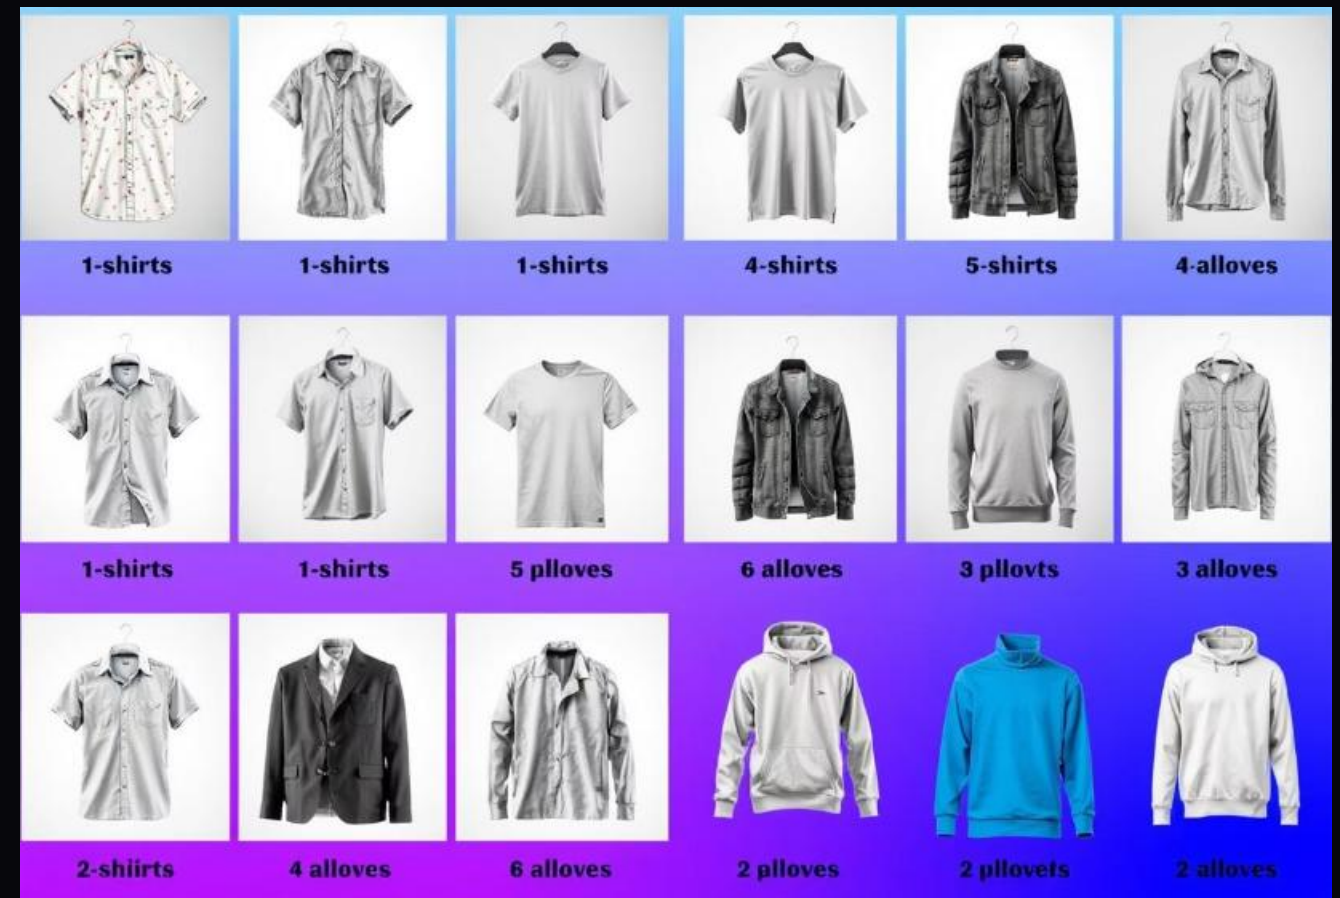 1-shirts 1-shirts 1-shirts 4-shirts 5-shirts 4-alloves
1-shirts 1-shirts 5 plloves 6 alloves 3 pllovts 3 alloves
2-shiirts 4 alloves 6 alloves 2 plloves 2 pllovets 2 alloves